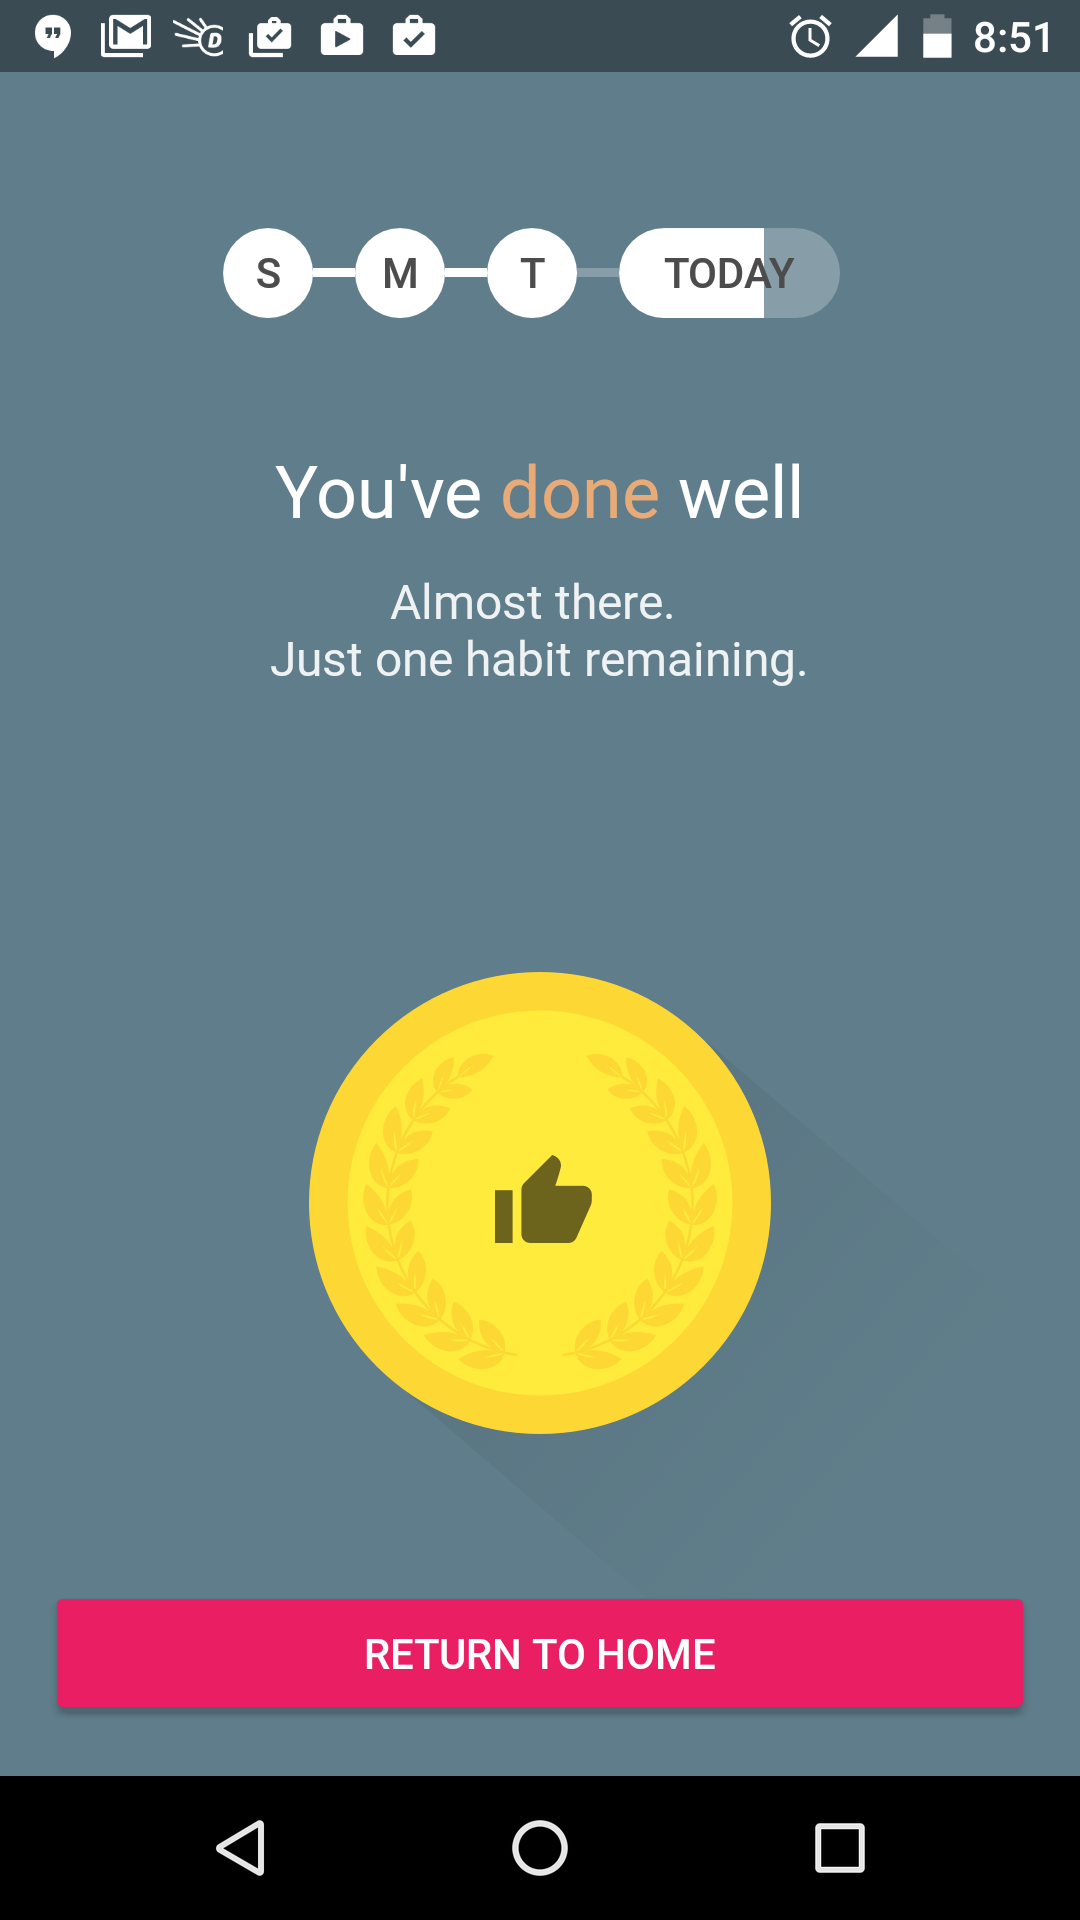 8:51
S M T TODAY
You've done well
Almost there.
Just one habit remaining.
RETURN TO HOME